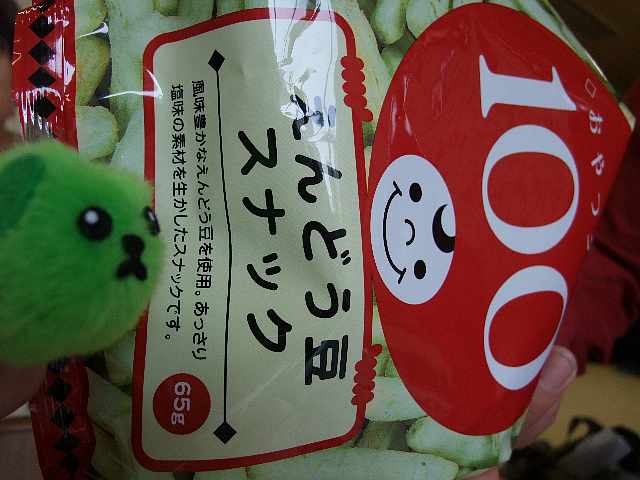 おやつ
100
えんどう豆
スナック
風味豊かなえんどう豆を使用。あっさり
塩味の素材を生かしたスナックです。
65g